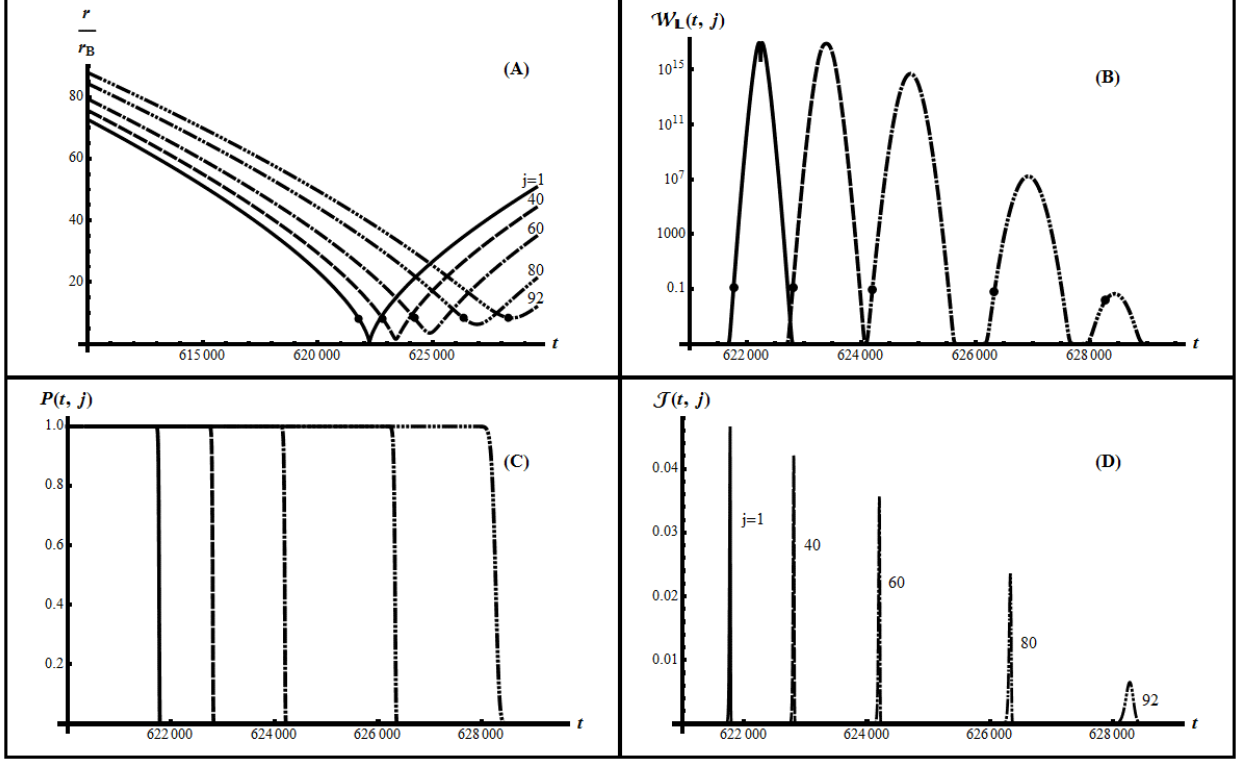 r
r_B
(A)
80
60
40
20
j=1
40
60
80
92
615 000
620 000
625 000
t
𝒲_L(t, j)
10^15
(B)
10^11
10^7
1000
0.1
622 000
624 000
626 000
628 000
t
P(t, j)
1.0
(C)
0.8
0.6
0.4
0.2
622 000
624 000
626 000
628 000
t
𝒥(t, j)
(D)
0.04
0.03
0.02
0.01
j=1
40
60
80
92
622 000
624 000
626 000
628 000
t